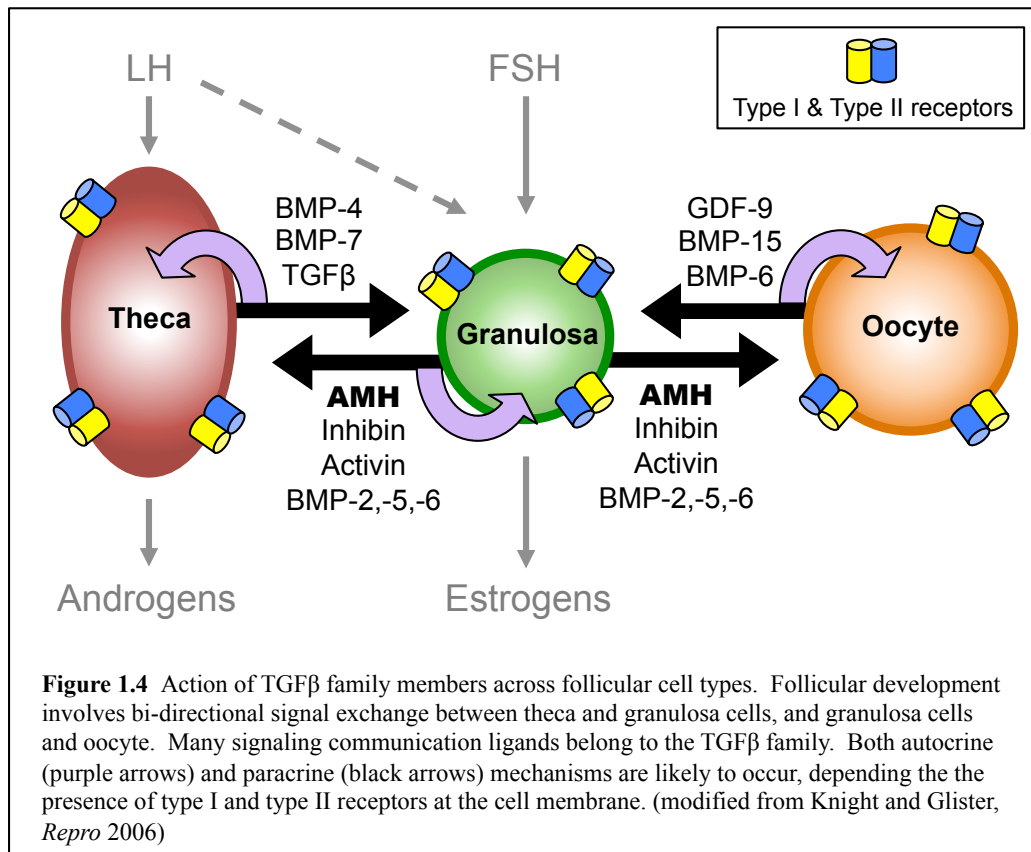 LH
FSH
Type I & Type II receptors
BMP-4
BMP-7
TGFβ
GDF-9
BMP-15
BMP-6
Theca
Granulosa
Oocyte
AMH
Inhibin
Activin
BMP-2,-5,-6
AMH
Inhibin
Activin
BMP-2,-5,-6
Androgens
Estrogens
Figure 1.4 Action of TGFβ family members across follicular cell types. Follicular development
involves bi-directional signal exchange between theca and granulosa cells, and granulosa cells
and oocyte. Many signaling communication ligands belong to the TGFβ family. Both autocrine
(purple arrows) and paracrine (black arrows) mechanisms are likely to occur, depending the the
presence of type I and type II receptors at the cell membrane. (modified from Knight and Glister,
Repro 2006)